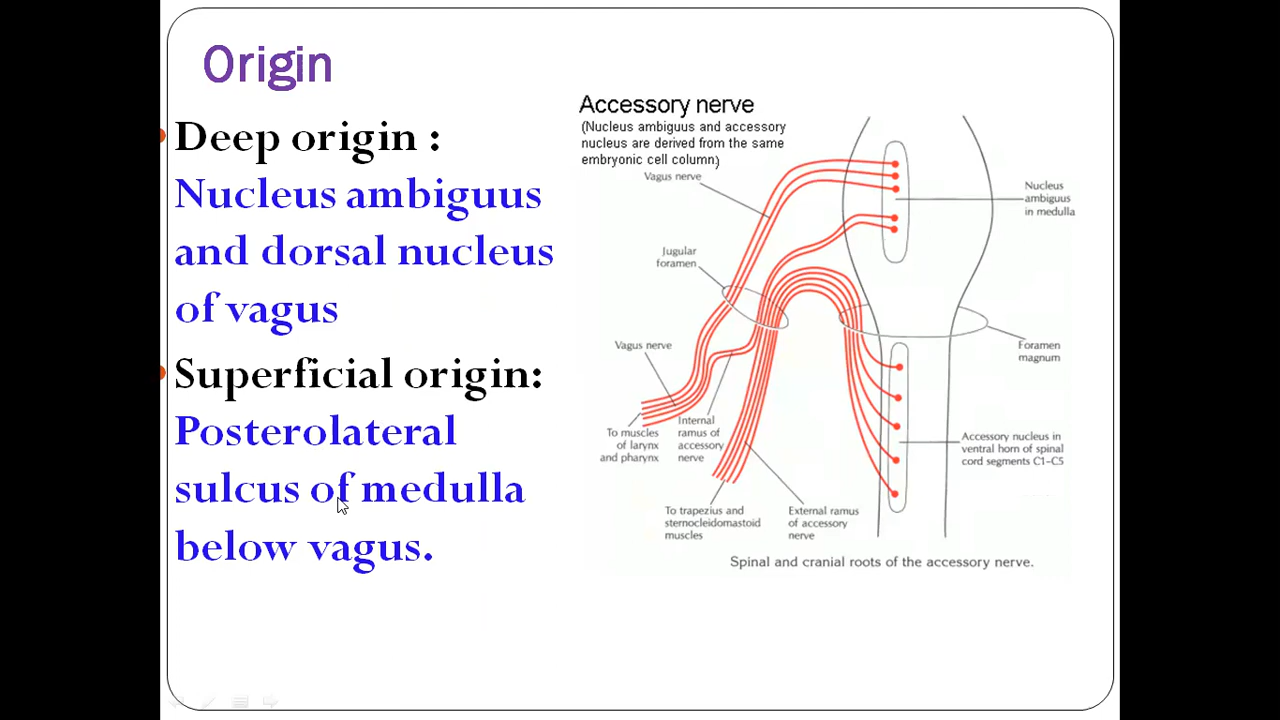 Origin
Deep origin :
Nucleus ambiguus
and dorsal nucleus
of vagus
Superficial origin:
Posterolateral
sulcus of medulla
below vagus.
Accessory nerve
(Nucleus ambiguus and accessory
nucleus are derived from the same
embryonic cell column)
Vagus nerve
Nucleus
ambiguus
in medulla
Jugular
foramen
Vagus nerve
Foramen
magnum
To muscles
of larynx
and pharynx
Internal
ramus of
accessory
nerve
Accessory nucleus in
ventral horn of spinal
cord segments C1–C5
To trapezius and
sternocleidomastoid
muscles
External ramus
of accessory
nerve
Spinal and cranial roots of the accessory nerve.